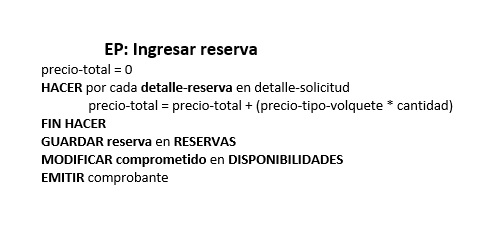 EP: Ingresar reserva
precio-total = 0
HACER por cada detalle-reserva en detalle-solicitud
precio-total = precio-total + (precio-tipo-volquete * cantidad)
FIN HACER
GUARDAR reserva en RESERVAS
MODIFICAR comprometido en DISPONIBILIDADES
EMITIR comprobante